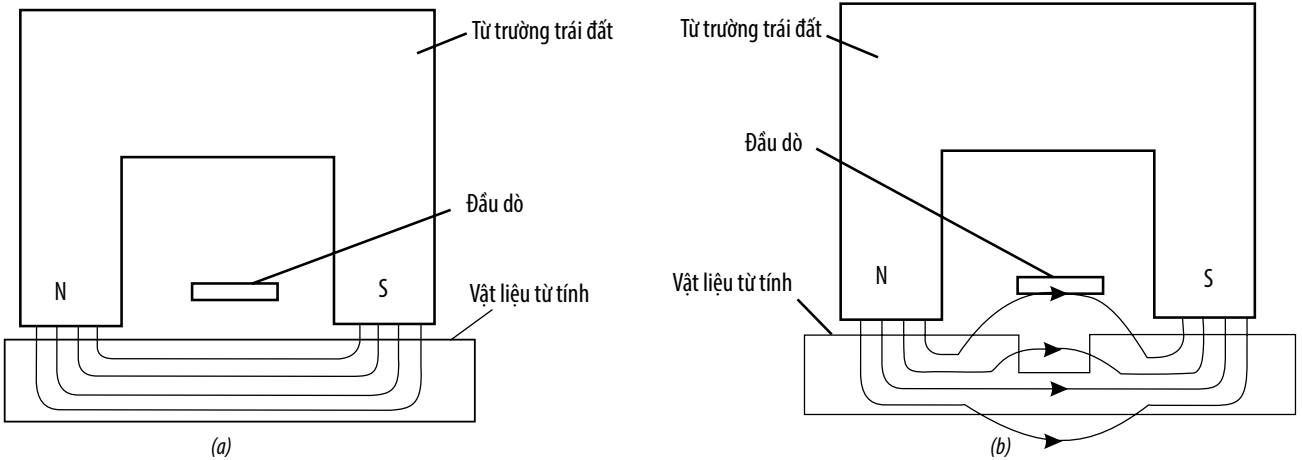 Từ trường trái đất
Đầu dò
N
S
Vật liệu từ tính
(a)
Từ trường trái đất
Đầu dò
Vật liệu từ tính
N
S
(b)